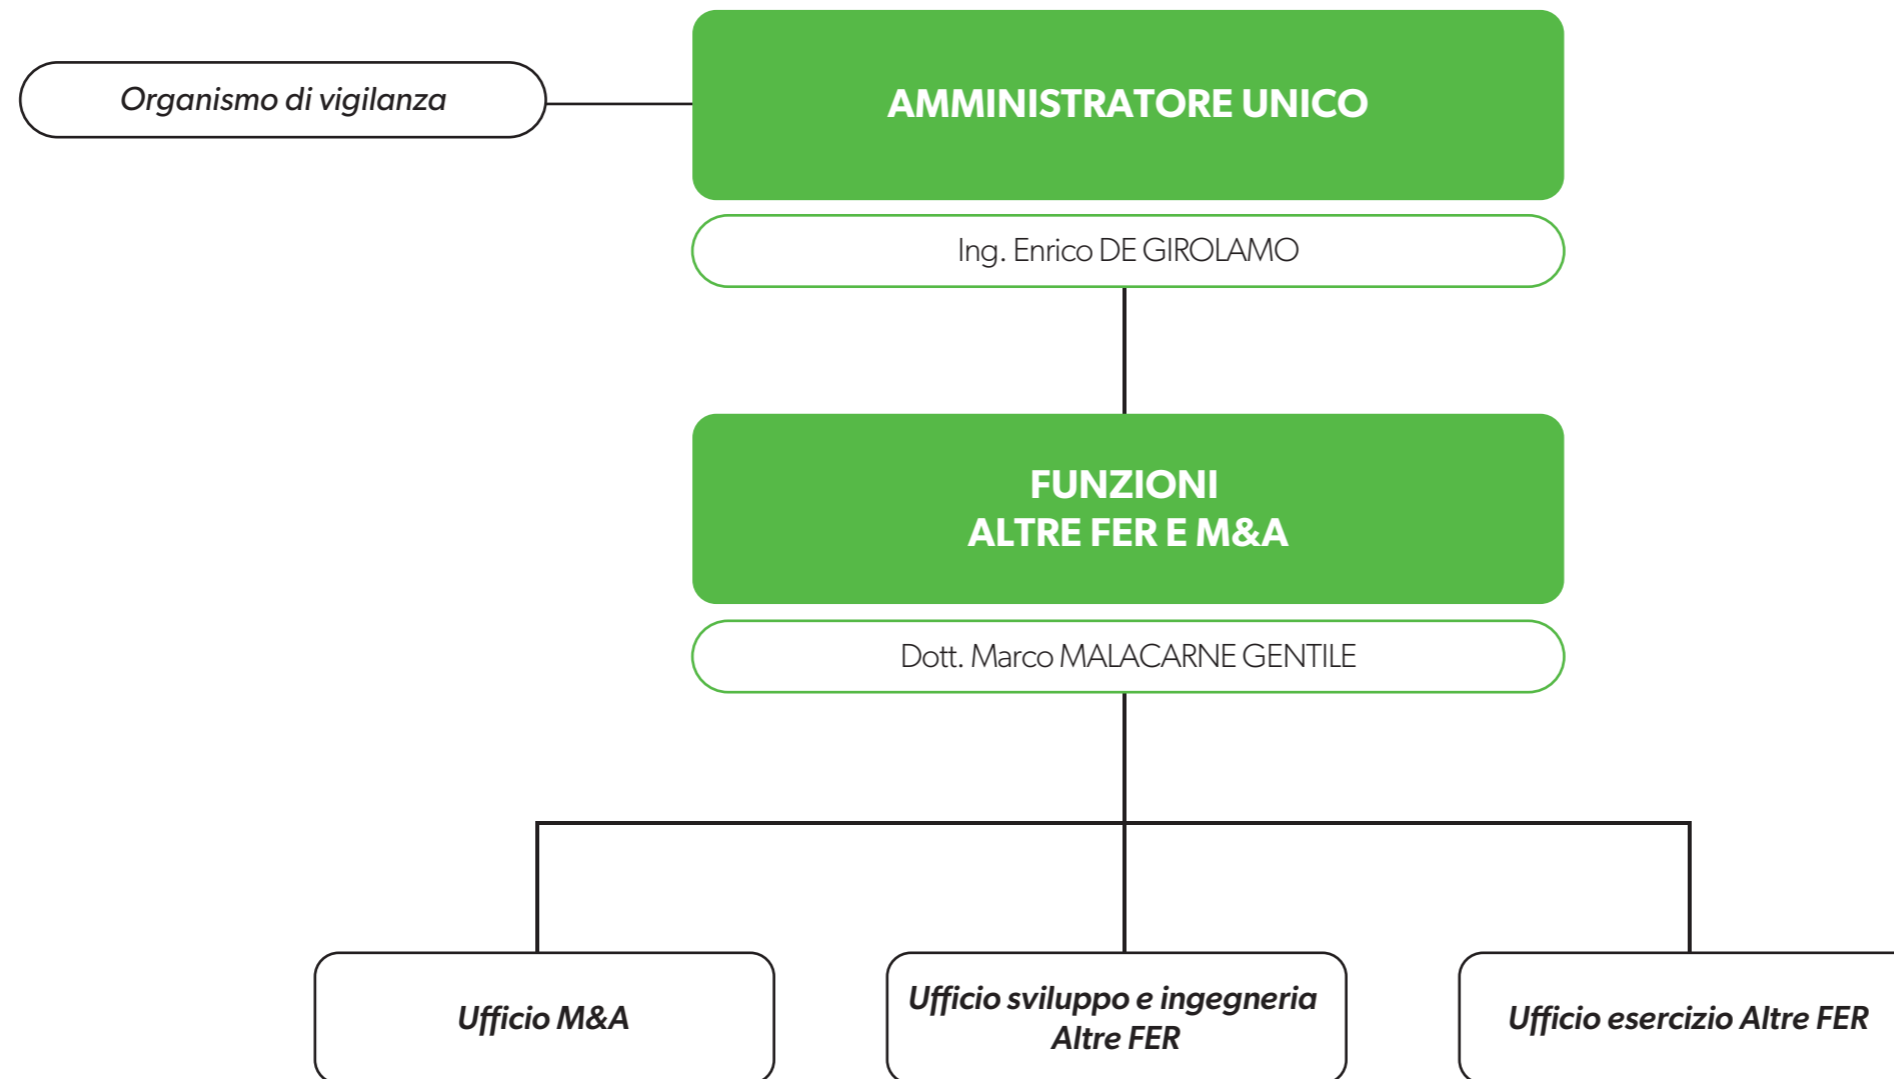 Organismo di vigilanza
AMMINISTRATORE UNICO
Ing. Enrico DE GIROLAMO
FUNZIONI
ALTRE FER E M&A
Dott. Marco MALACARNE GENTILE
Ufficio M&A
Ufficio sviluppo e ingegneria
Altre FER
Ufficio esercizio Altre FER